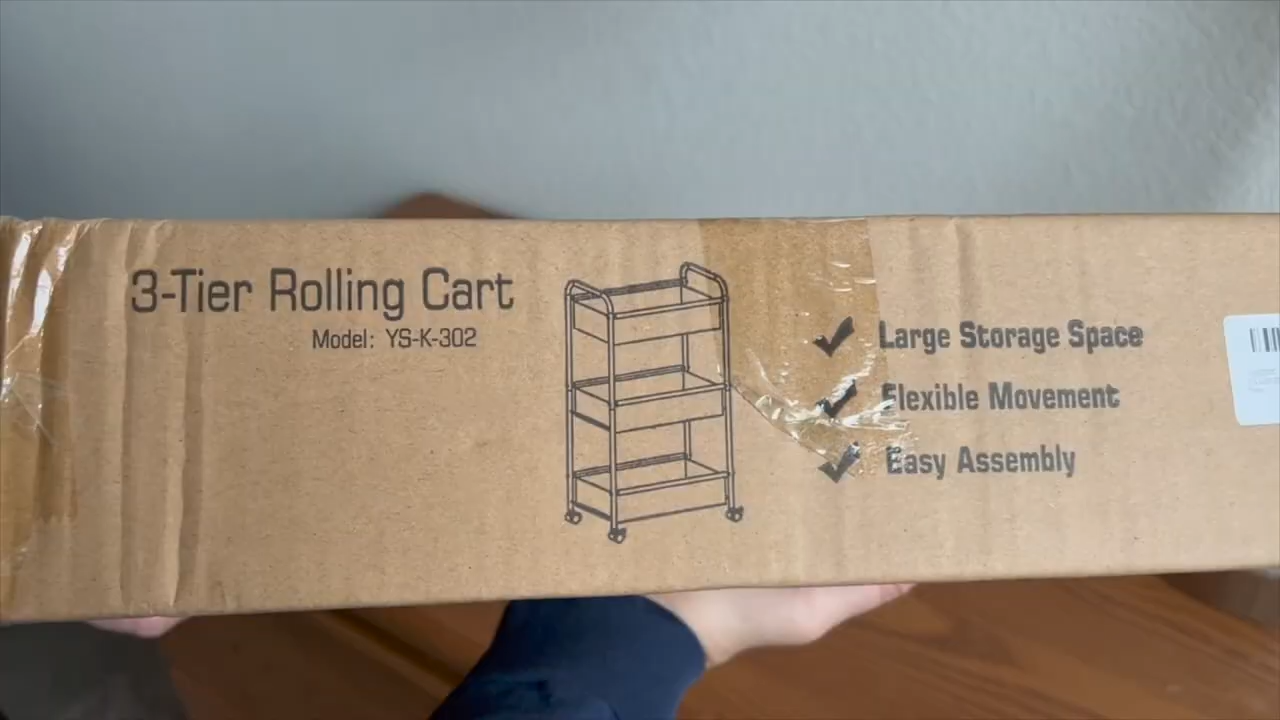 3-Tier Rolling Cart
Model: YS-K-302
Large Storage Space
Flexible Movement
Easy Assembly